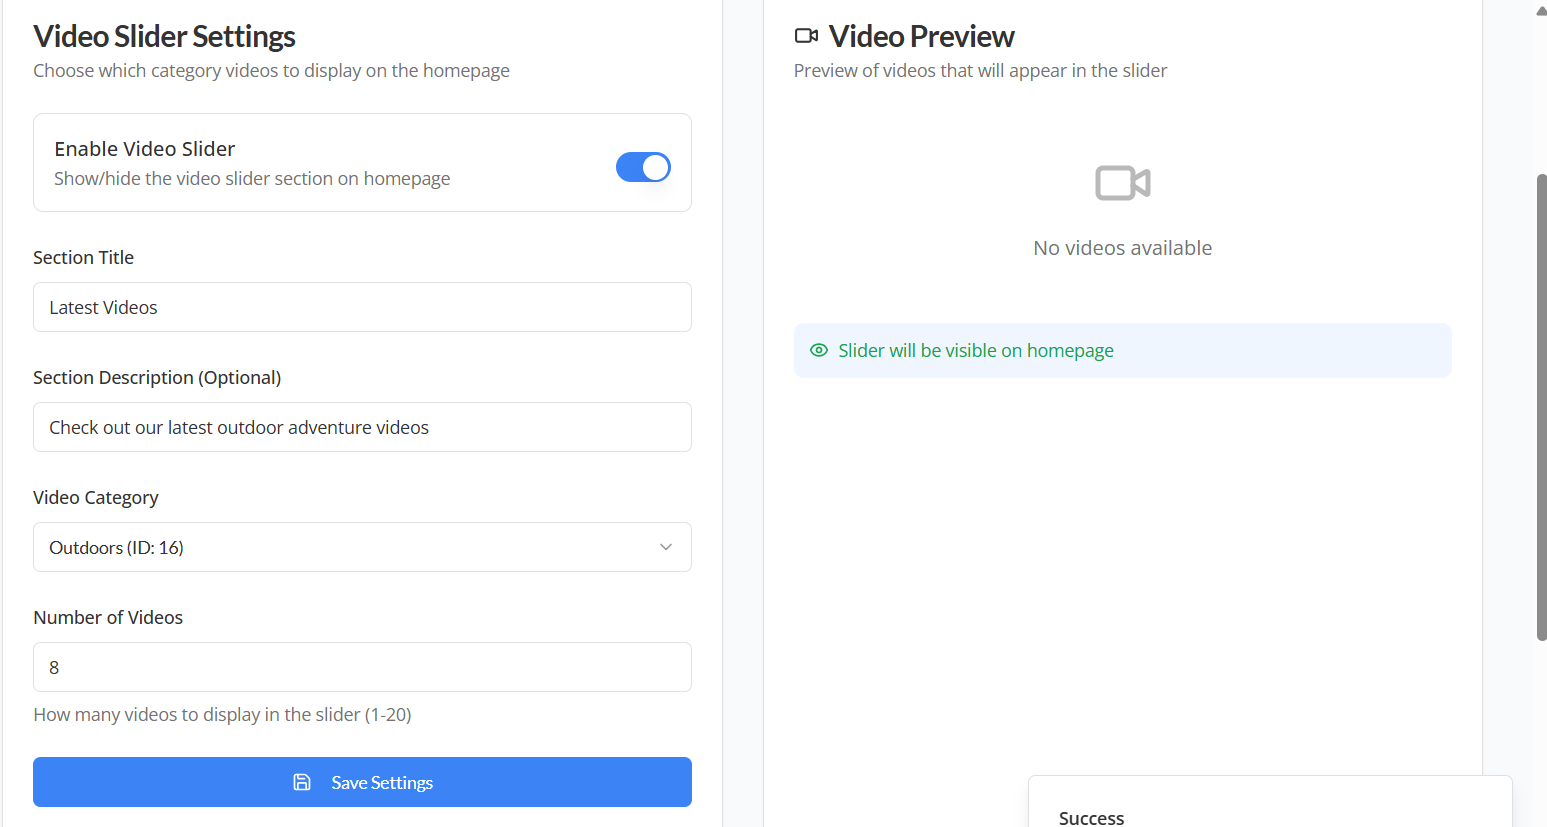 Video Slider Settings
Choose which category videos to display on the homepage
Enable Video Slider
Show/hide the video slider section on homepage
Section Title
Latest Videos
Section Description (Optional)
Check out our latest outdoor adventure videos
Video Category
Outdoors (ID: 16)
Number of Videos
8
How many videos to display in the slider (1-20)
Save Settings
Video Preview
Preview of videos that will appear in the slider
No videos available
Slider will be visible on homepage
Success